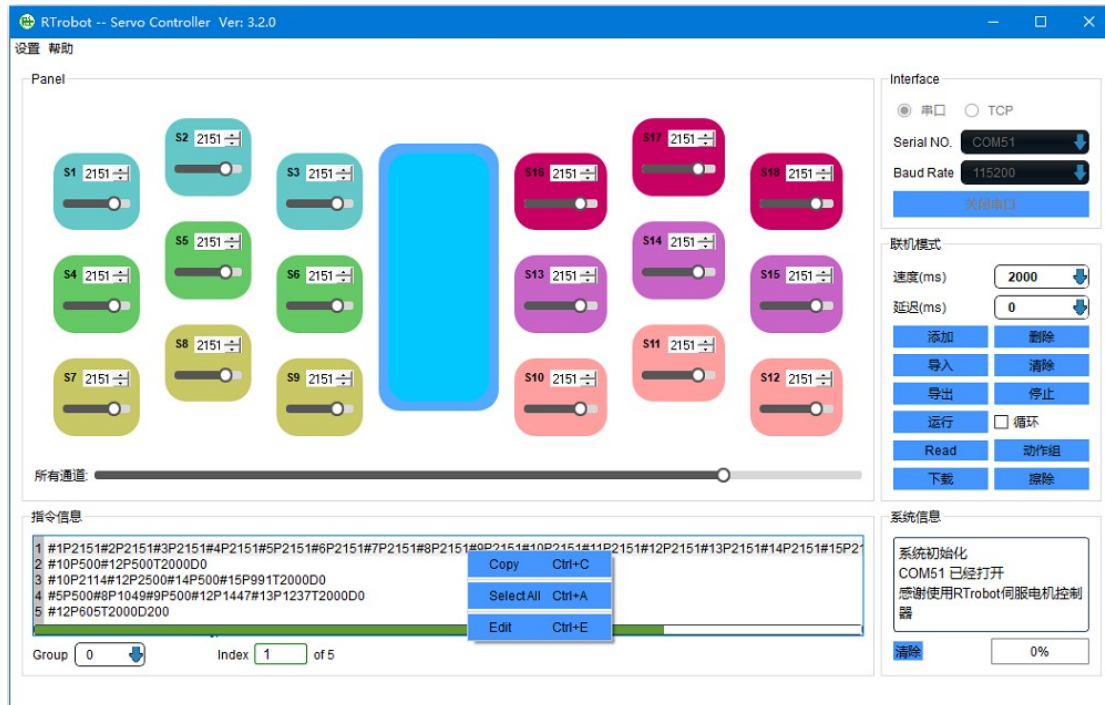 RTrobot -- Servo Controller Ver: 3.2.0
设置 帮助
Panel
S1 2151
S2 2151
S3 2151
S4 2151
S5 2151
S6 2151
S7 2151
S8 2151
S9 2151
S16 2151
S17 2151
S18 2151
S13 2151
S14 2151
S15 2151
S10 2151
S11 2151
S12 2151
所有通道:
Interface
串口 TCP
Serial NO. COM51
Baud Rate 115200
关闭串口
联机模式
速度(ms) 2000
延迟(ms) 0
添加 删除
导入 清除
导出 停止
运行 循环
Read 动作组
下载 擦除
指令信息
1 #1P2151#2P2151#3P2151#4P2151#5P2151#6P2151#7P2151#8P2151#9P2151#10P2151#11P2151#12P2151#13P2151#14P2151#15P21
2 #10P500#12P500T2000D0
3 #10P2114#12P2500#14P500#15P991T2000D0
4 #5P500#8P1049#9P500#12P1447#13P1237T2000D0
5 #12P605T2000D200
Copy Ctrl+C
Select All Ctrl+A
Edit Ctrl+E
Group 0 Index 1 of 5
系统信息
系统初始化
COM51 已经打开
感谢使用RTrobot伺服电机控制
器
清除 0%